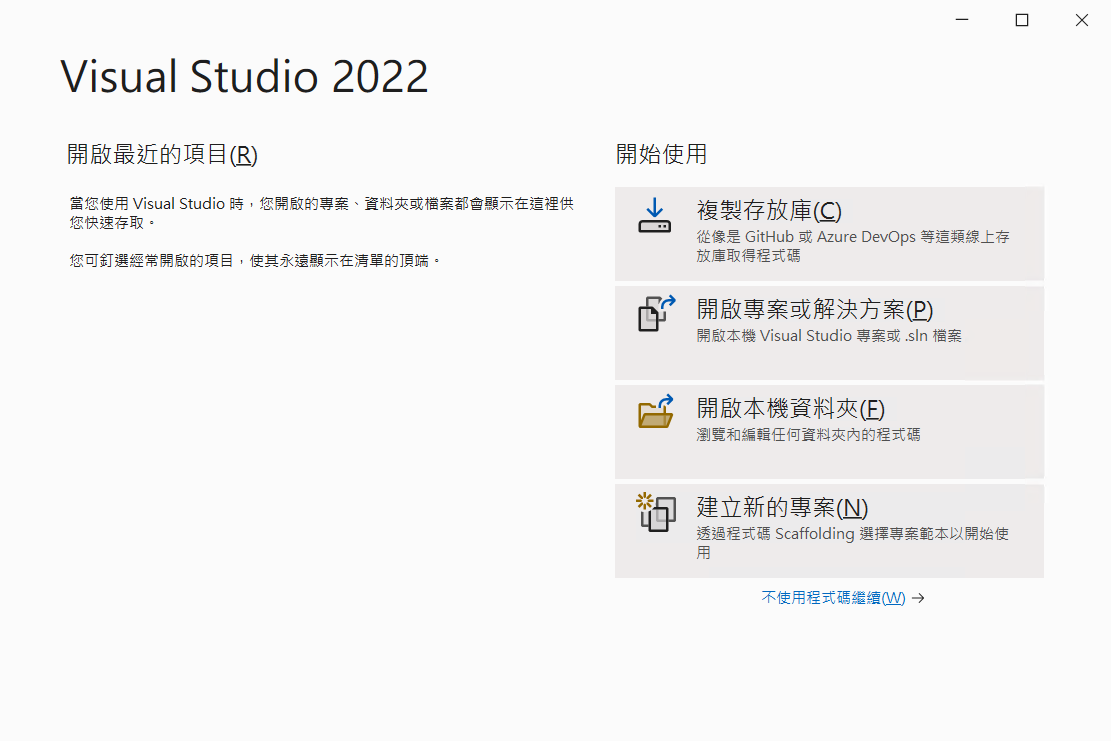 Visual Studio 2022
開啟最近的項目(R)
當您使用 Visual Studio 時，您開啟的專案、資料夾或檔案都會顯示在這裡供
您快速存取。
您可釘選經常開啟的項目，使其永遠顯示在清單的頂端。
開始使用
複製存放庫(C)
從像是 GitHub 或 Azure DevOps 等這類線上存
放庫取得程式碼
開啟專案或解決方案(P)
開啟本機 Visual Studio 專案或 .sln 檔案
開啟本機資料夾(F)
瀏覽和編輯任何資料夾內的程式碼
建立新的專案(N)
透過程式碼 Scaffolding 選擇專案範本以開始使
用
不使用程式碼繼續(W) →